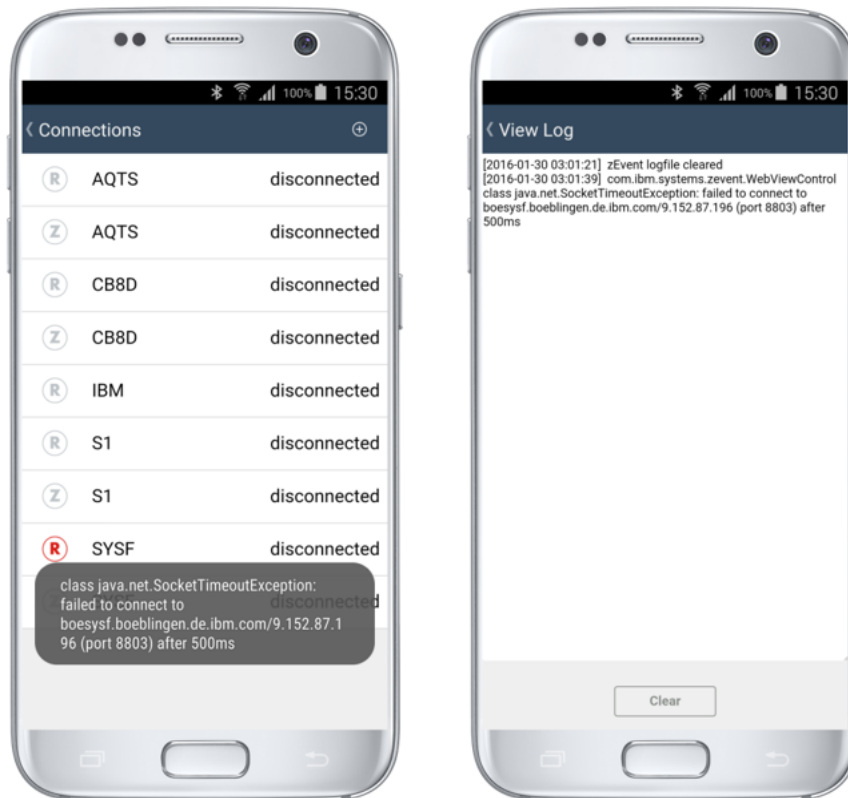 100% 15:30
Connections
R AQTS disconnected
Z AQTS disconnected
R CB8D disconnected
Z CB8D disconnected
R IBM disconnected
R S1 disconnected
Z S1 disconnected
R SYSF disconnected
disconnected
class java.net.SocketTimeoutException:
failed to connect to
boesysf.boeblingen.de.ibm.com/9.152.87.1
96 (port 8803) after 500ms
100% 15:30
View Log
[2016-01-30 03:01:21] zEvent logfile cleared
[2016-01-30 03:01:39] com.ibm.systems.zevent.WebViewControl
class java.net.SocketTimeoutException: failed to connect to
boesysf.boeblingen.de.ibm.com/9.152.87.196 (port 8803) after
500ms
Clear